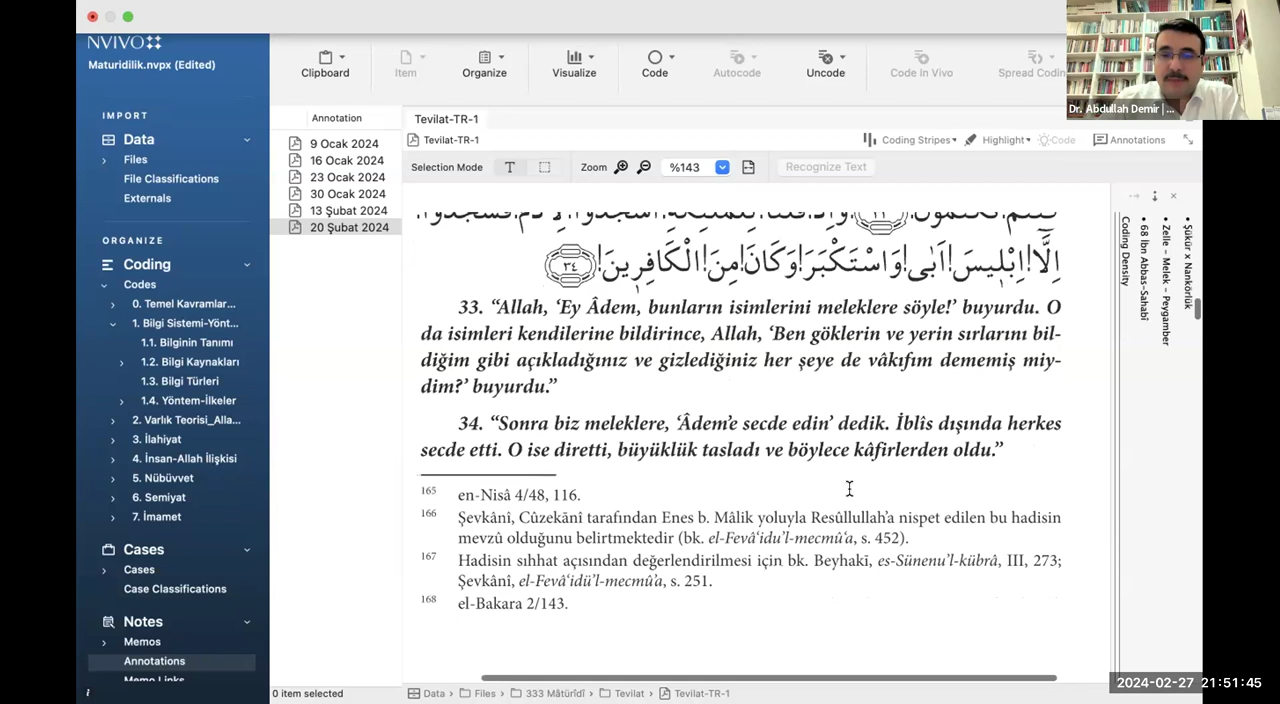 NVIVO
Maturidilik.nvpx (Edited)
IMPORT
Data
Files
File Classifications
Externals
ORGANIZE
Coding
Codes
0. Temel Kavramlar...
1. Bilgi Sistemi-Yönt...
1.1. Bilginin Tanımı
1.2. Bilgi Kaynakları
1.3. Bilgi Türleri
1.4. Yöntem-İlkeler
2. Varlık Teorisi_Alla...
3. İlahiyat
4. İnsan-Allah İlişkisi
5. Nübüvvet
6. Semiyat
7. İmamet
Cases
Cases
Case Classifications
Notes
Memos
Annotations
Memo Links
Clipboard
Item
Organize
Visualize
Code
Autocode
Uncode
Code In Vivo
Spread Codin
Dr. Abdullah Demir | ...
Annotation
9 Ocak 2024
16 Ocak 2024
23 Ocak 2024
30 Ocak 2024
13 Şubat 2024
20 Şubat 2024
0 item selected
Tevilat-TR-1
Tevilat-TR-1
Coding Stripes
Highlight
Code
Annotations
Selection Mode
T
Zoom
%143
Recognize Text
اِلَّٓا اِبْل۪يسَ اَبٰى وَاسْتَكْبَرَ وَكَانَ مِنَ الْكَافِر۪ينَ ﴿٣٤﴾
33. “Allah, ‘Ey Âdem, bunların isimlerini meleklere söyle!’ buyurdu. O
da isimleri kendilerine bildirince, Allah, ‘Ben göklerin ve yerin sırlarını bil-
diğim gibi açıkladığınız ve gizlediğiniz her şeye de vâkıfım dememiş miy-
dim?’ buyurdu.”
34. “Sonra biz meleklere, ‘Âdem’e secde edin’ dedik. İblîs dışında herkes
secde etti. O ise diretti, büyüklük tasladı ve böylece kâfirlerden oldu.”
165 en-Nisâ 4/48, 116.
166 Şevkânî, Cûzekānî tarafından Enes b. Mâlik yoluyla Resûllullah’a nispet edilen bu hadisin
mevzû olduğunu belirtmektedir (bk. el-Fevâ‘idu’l-mecmû‘a, s. 452).
167 Hadisin sıhhat açısından değerlendirilmesi için bk. Beyhakī, es-Sünenu’l-kübrâ, III, 273;
Şevkânî, el-Fevâ‘idü’l-mecmû‘a, s. 251.
168 el-Bakara 2/143.
Şükür x Nankörlük
Zelle - Melek - Peygamber
68 İbn Abbas-Sahabî
Coding Density
Data
Files
333 Mâtürîdî
Tevilat
Tevilat-TR-1
2024-02-27 21:51:45